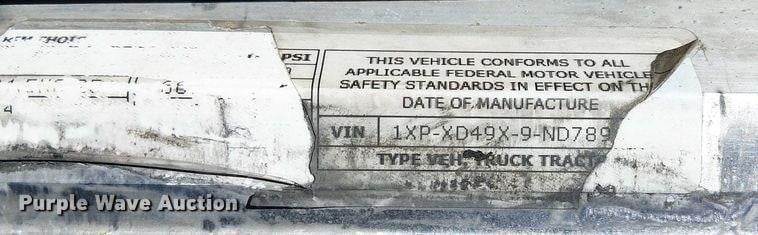 PSI
THIS VEHICLE CONFORMS TO ALL
APPLICABLE FEDERAL MOTOR VEHICLE
SAFETY STANDARDS IN EFFECT ON TH
DATE OF MANUFACTURE
VIN 1XP-XD49X-9-ND789
TYPE VEH TRUCK TRACT
Purple Wave Auction